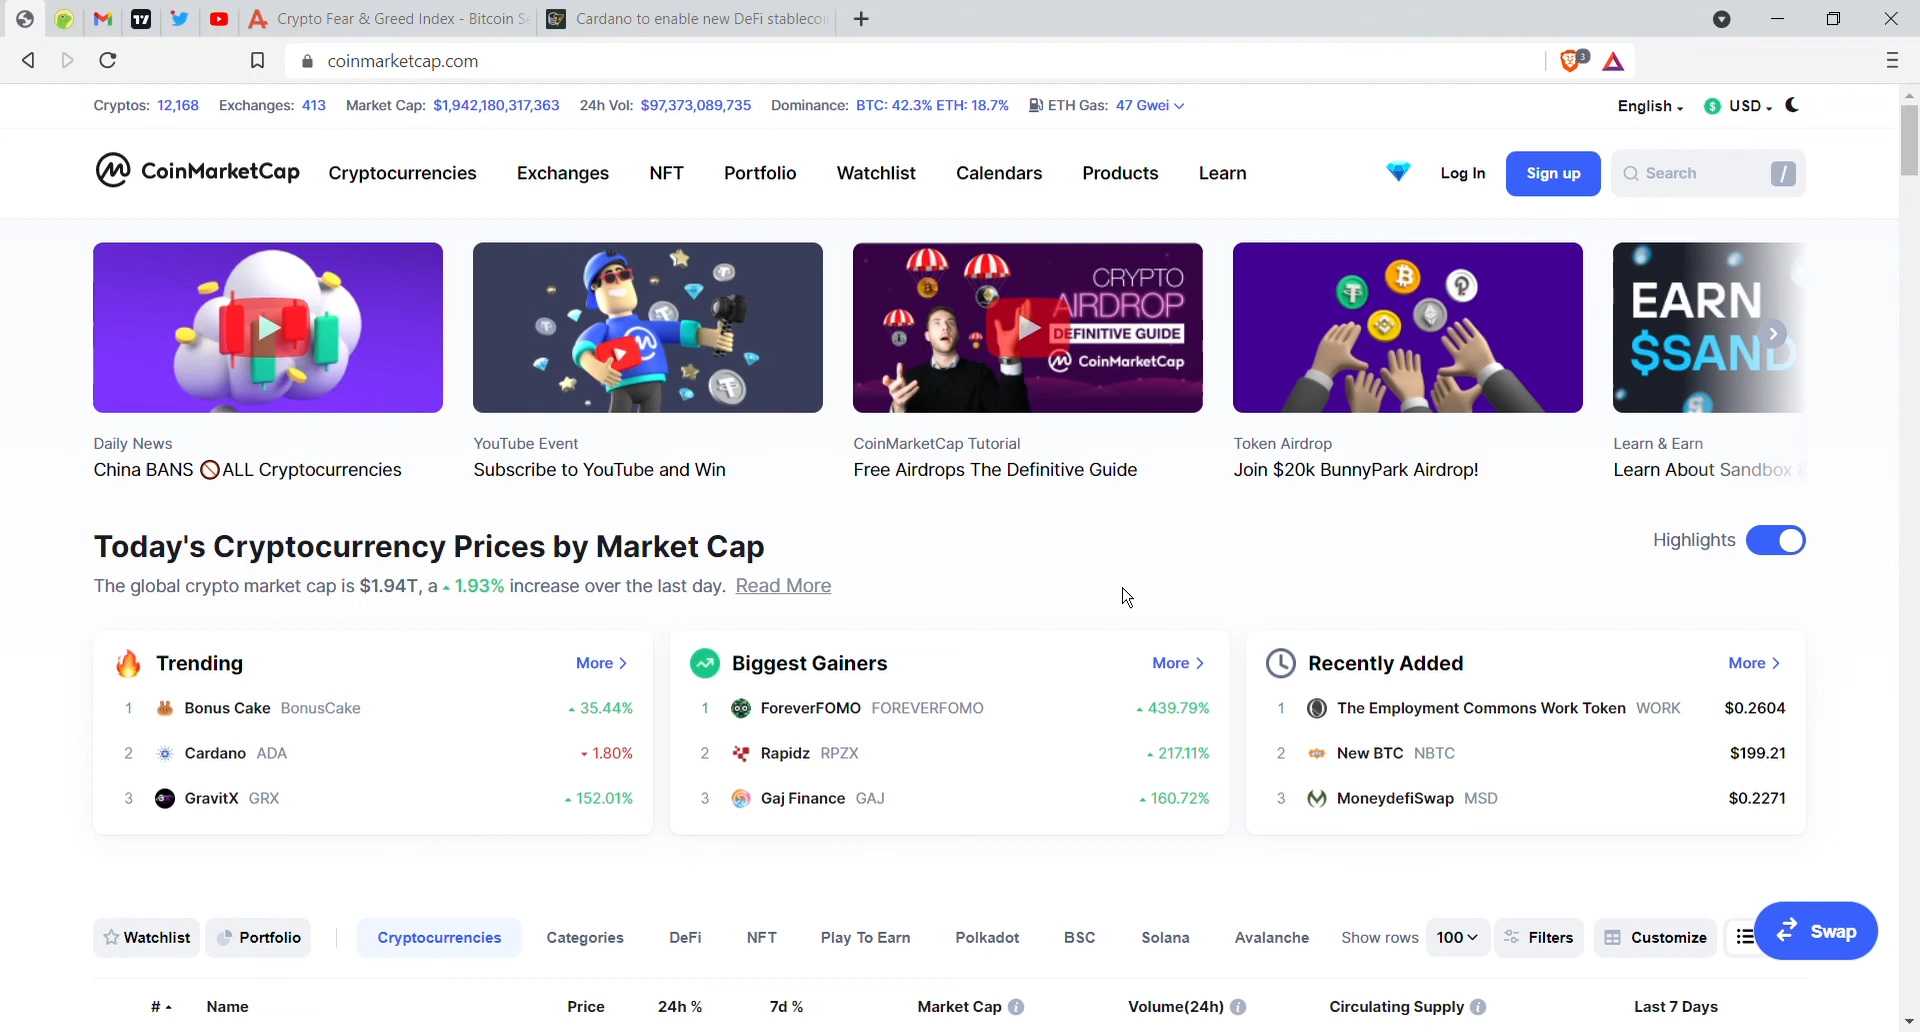 Crypto Fear & Greed Index - Bitcoin Se
Cardano to enable new DeFi stablecoi
coinmarketcap.com
3
Cryptos: 12,168 Exchanges: 413 Market Cap: $1,942,180,317,363 24h Vol: $97,373,089,735 Dominance: BTC: 42.3% ETH: 18.7% ETH Gas: 47 Gwei
English
$ USD
CoinMarketCap
Cryptocurrencies Exchanges NFT Portfolio Watchlist Calendars Products Learn
Log In
Sign up
Search /
CRYPTO
AIRDROP
DEFINITIVE GUIDE
CoinMarketCap
EARN
$SAND
Daily News
China BANS 🚫ALL Cryptocurrencies
YouTube Event
Subscribe to YouTube and Win
CoinMarketCap Tutorial
Free Airdrops The Definitive Guide
Token Airdrop
Join $20k BunnyPark Airdrop!
Learn & Earn
Learn About Sandbox &
Today's Cryptocurrency Prices by Market Cap
Highlights
The global crypto market cap is $1.94T, a 1.93% increase over the last day. Read More
Trending More >
1 Bonus Cake BonusCake 35.44%
2 Cardano ADA 1.80%
3 GravitX GRX 152.01%
Biggest Gainers More >
1 ForeverFOMO FOREVERFOMO 439.79%
2 Rapidz RPZX 217.11%
3 Gaj Finance GAJ 160.72%
Recently Added More >
1 The Employment Commons Work Token WORK $0.2604
2 New BTC NBTC $199.21
3 MoneydefiSwap MSD $0.2271
Watchlist Portfolio Cryptocurrencies Categories DeFi NFT Play To Earn Polkadot BSC Solana Avalanche Show rows 100 Filters Customize
Swap
# Name Price 24h % 7d % Market Cap Volume(24h) Circulating Supply Last 7 Days